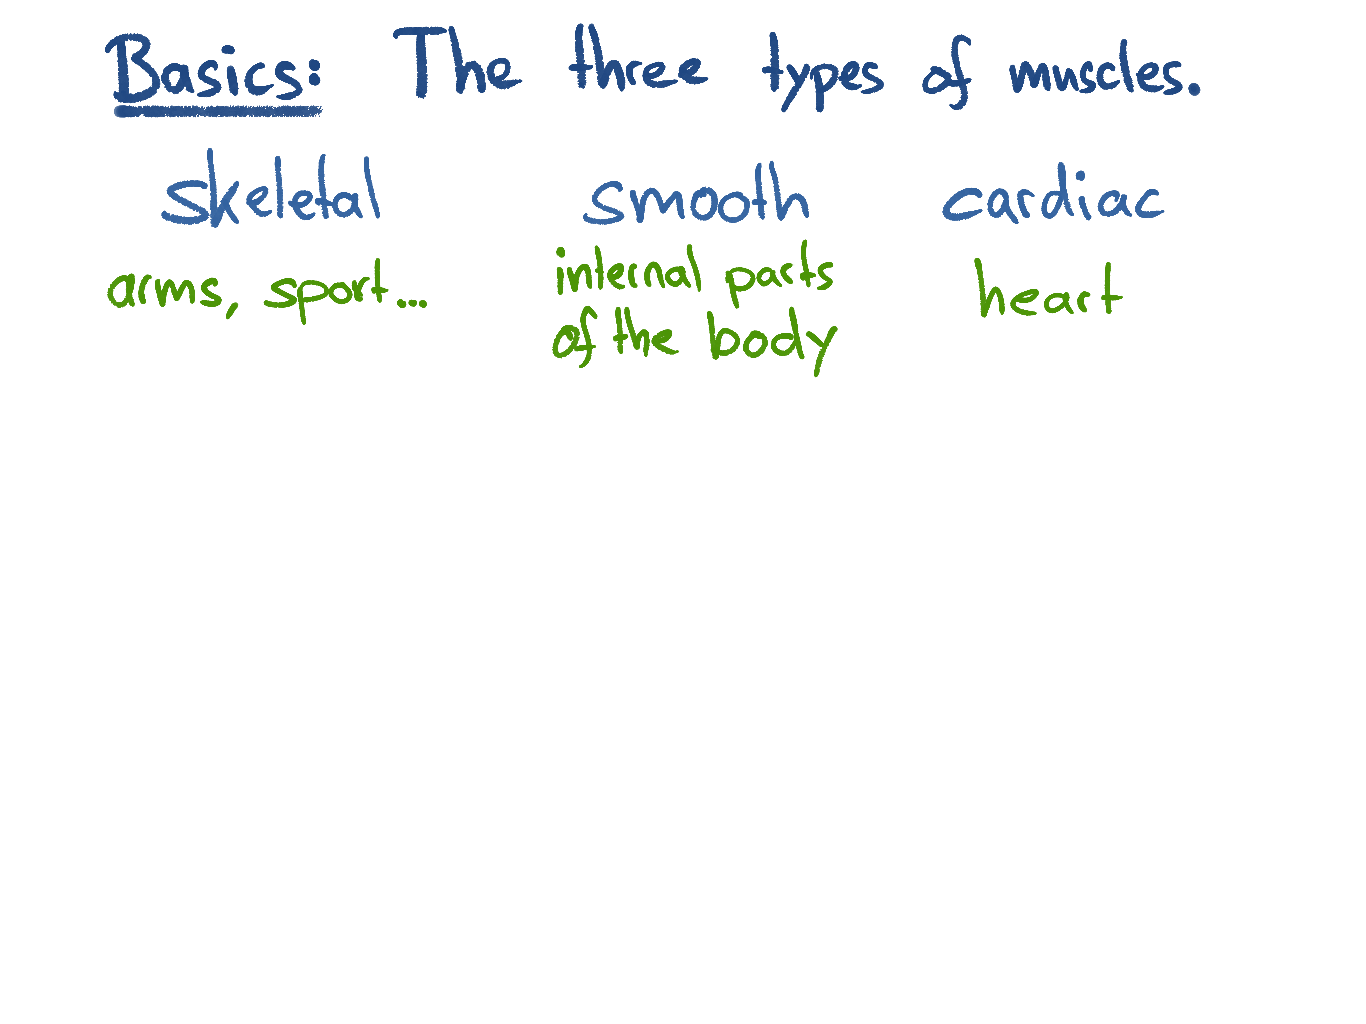 Basics: The three types of muscles.
skeletal smooth cardiac
arms, sport... internal parts of the body heart